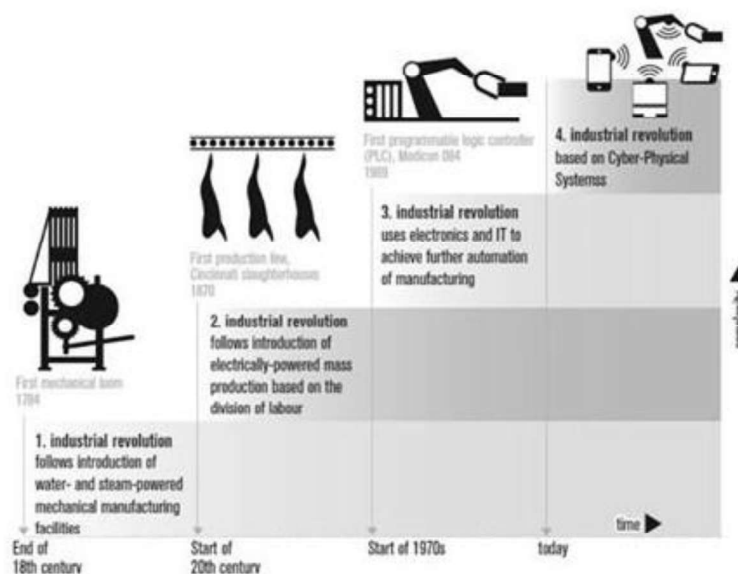 4. industrial revolution
based on Cyber-Physical
Systemss
First programmable logic controller
(PLC), Modicon 084
1969
3. industrial revolution
uses electronics and IT to
achieve further automation
of manufacturing
First production line,
Cincinnati slaughterhouses
1870
2. industrial revolution
follows introduction of
electrically-powered mass
production based on the
division of labour
First mechanical loom
1784
1. industrial revolution
follows introduction of
water- and steam-powered
mechanical manufacturing
facilities
time
End of
18th century
Start of
20th century
Start of 1970s
today